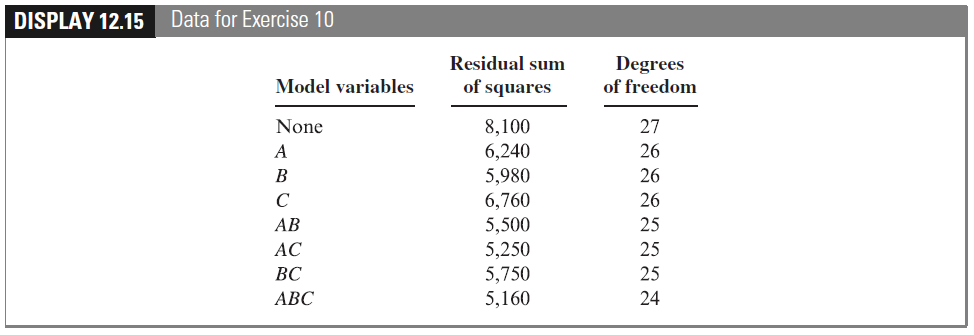 DISPLAY 12.15 Data for Exercise 10
Residual sum Degrees
Model variables of squares of freedom
None 8,100 27
A 6,240 26
B 5,980 26
C 6,760 26
AB 5,500 25
AC 5,250 25
BC 5,750 25
ABC 5,160 24